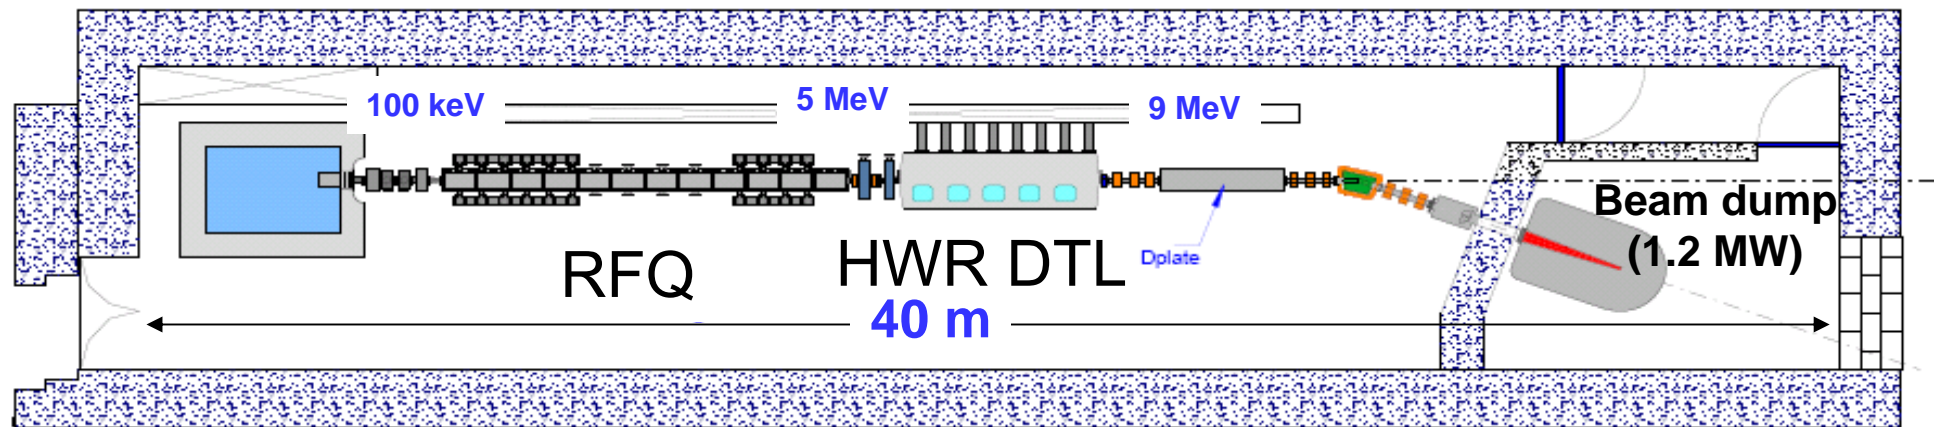 100 keV
5 MeV
9 MeV
Beam dump
(1.2 MW)
RFQ
HWR DTL
Dplate
40 m